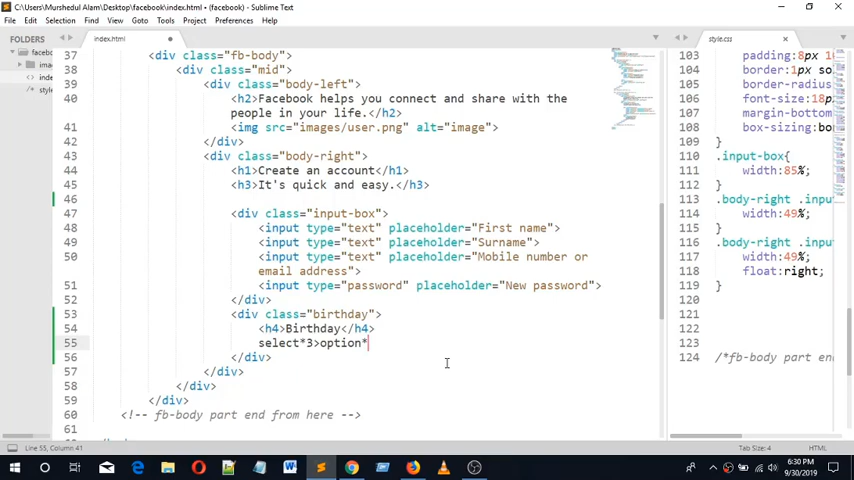 C:\Users\Murshedul Alam\Desktop\facebook\index.html (facebook) - Sublime Text
File Edit Selection Find View Goto Tools Project Preferences Help
FOLDERS
facebo
ima
inde
style
index.html
37 <div class="fb-body">
38 <div class="mid">
39 <div class="body-left">
40 <h2>Facebook helps you connect and share with the
people in your life.</h2>
41 <img src="images/user.png" alt="image">
42 </div>
43 <div class="body-right">
44 <h1>Create an account</h1>
45 <h3>It's quick and easy.</h3>
46
47 <div class="input-box">
48 <input type="text" placeholder="First name">
49 <input type="text" placeholder="Surname">
50 <input type="text" placeholder="Mobile number or
email address">
51 <input type="password" placeholder="New password">
52 </div>
53 <div class="birthday">
54 <h4>Birthday</h4>
55 select*3>option*
56 </div>
57 </div>
58 </div>
59 </div>
60 <!-- fb-body part end from here -->
61
style.css
103 padding:8px 10
104 border:1px so
105 border-radius
106 font-size:18p
107 margin-bottom
108 box-sizing:bo
109 }
110 .input-box{
111 width:85%;
112 }
113 .body-right .inpu
114 width:49%;
115 }
116 .body-right .inpu
117 width:49%;
118 float:right;
119 }
120
121
122
123
124 /*fb-body part en
Line 55, Column 41
Tab Size: 4
HTML
6:30 PM
9/30/2019